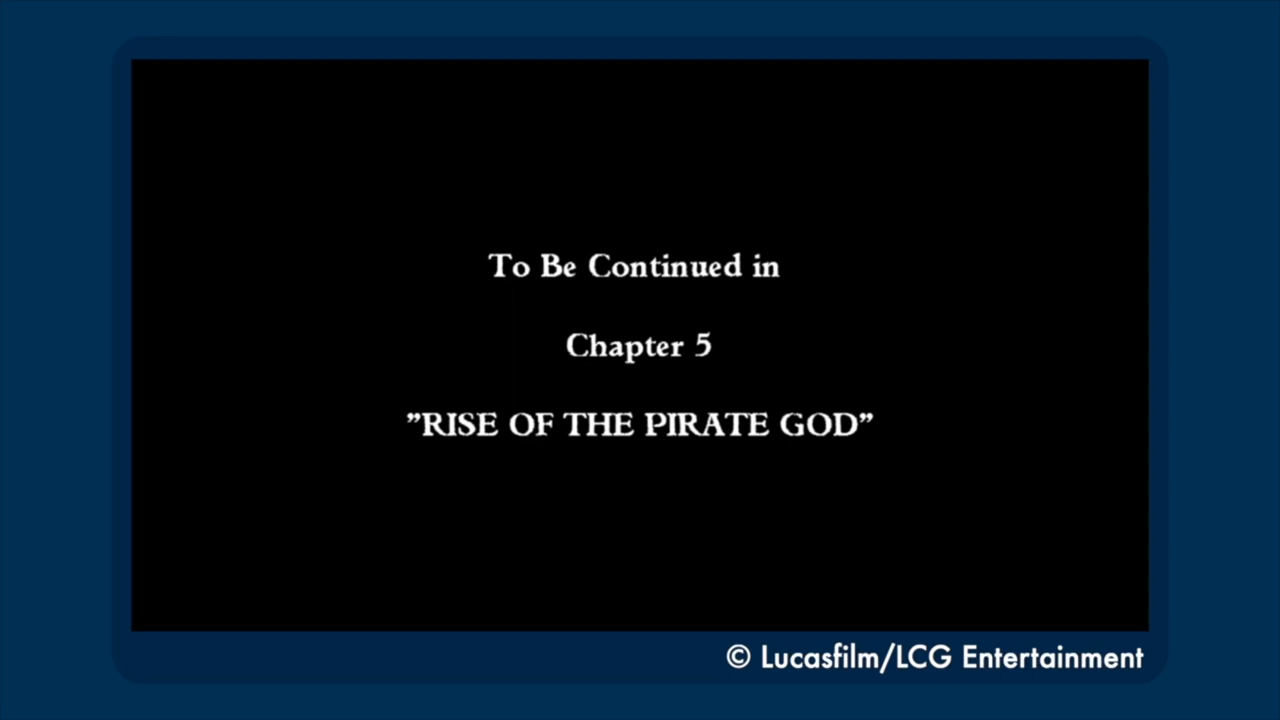 To Be Continued in
Chapter 5
”RISE OF THE PIRATE GOD”
© Lucasfilm/LCG Entertainment